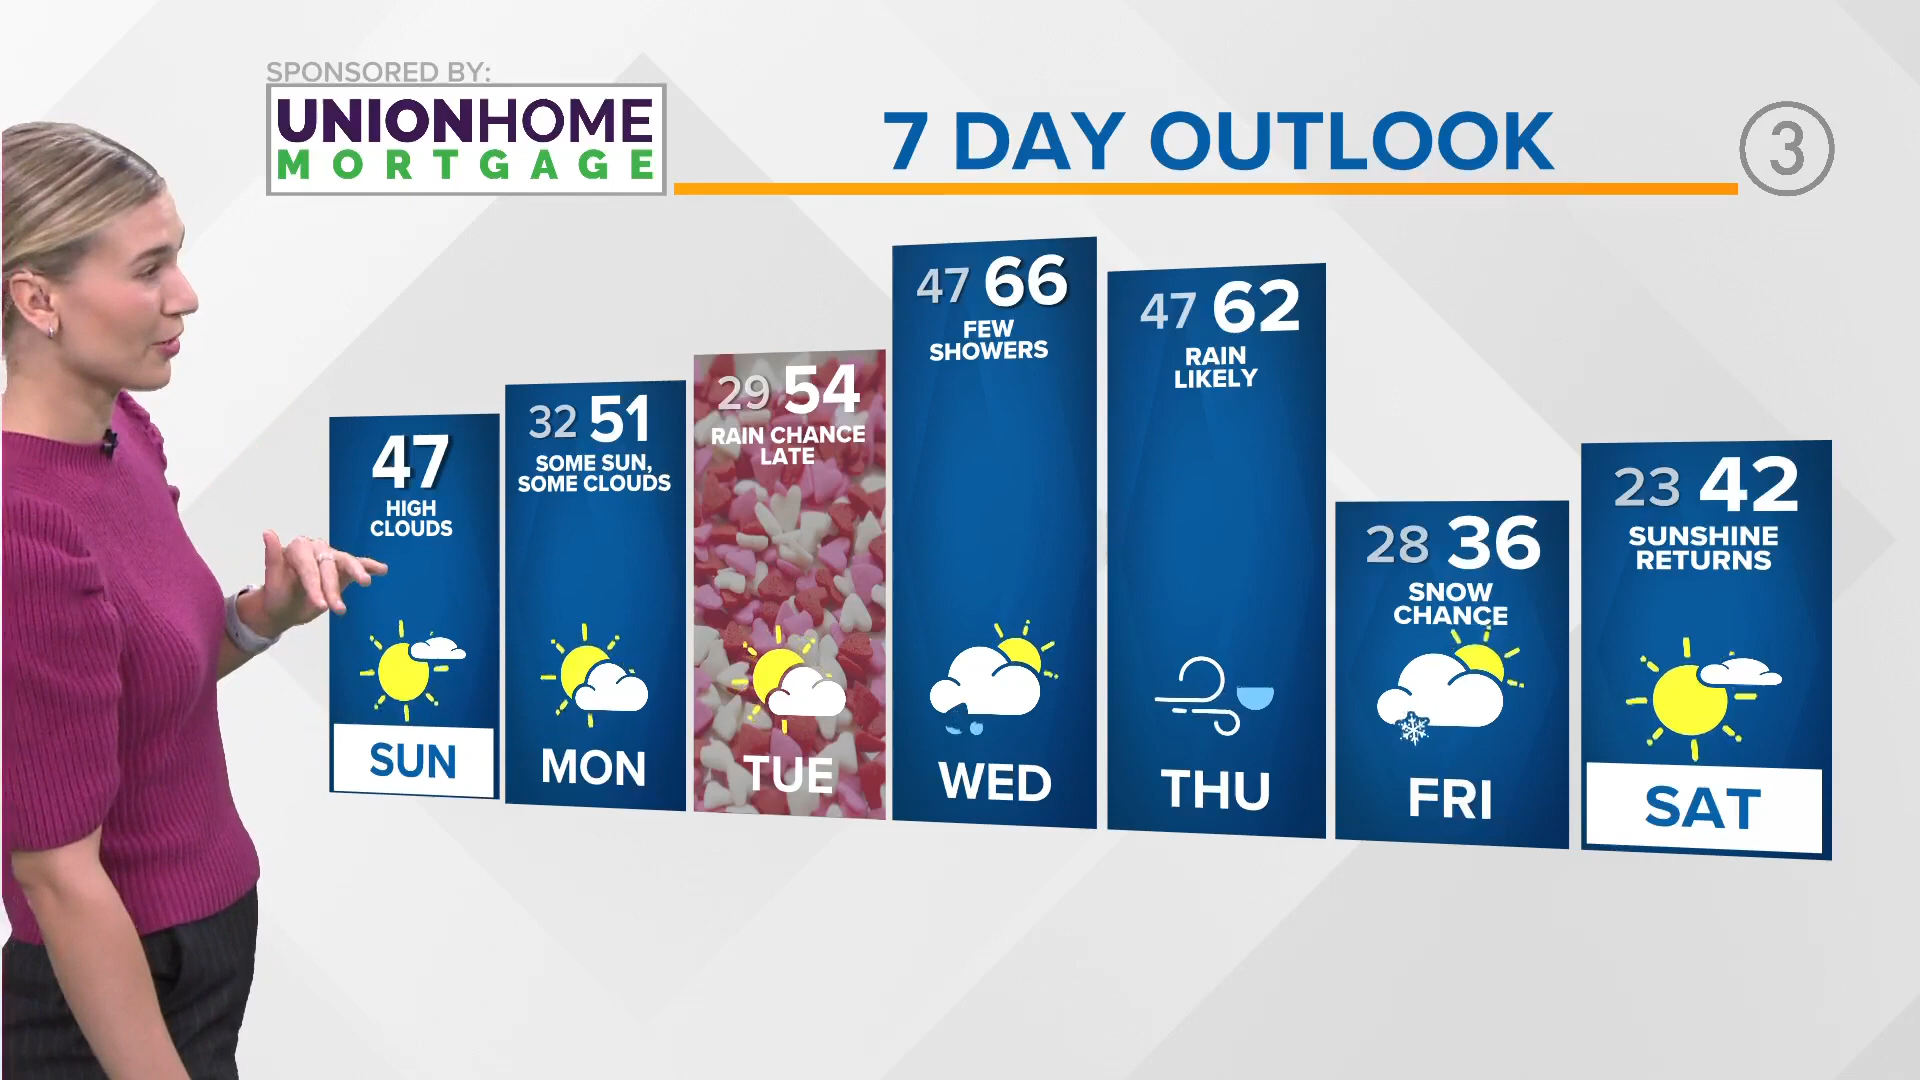 SPONSORED BY:
UNIONHOME
MORTGAGE
7 DAY OUTLOOK
3
47
HIGH
CLOUDS
SUN
32 51
SOME SUN,
SOME CLOUDS
MON
29 54
RAIN CHANCE
LATE
TUE
47 66
FEW
SHOWERS
WED
47 62
RAIN
LIKELY
THU
28 36
SNOW
CHANCE
FRI
23 42
SUNSHINE
RETURNS
SAT